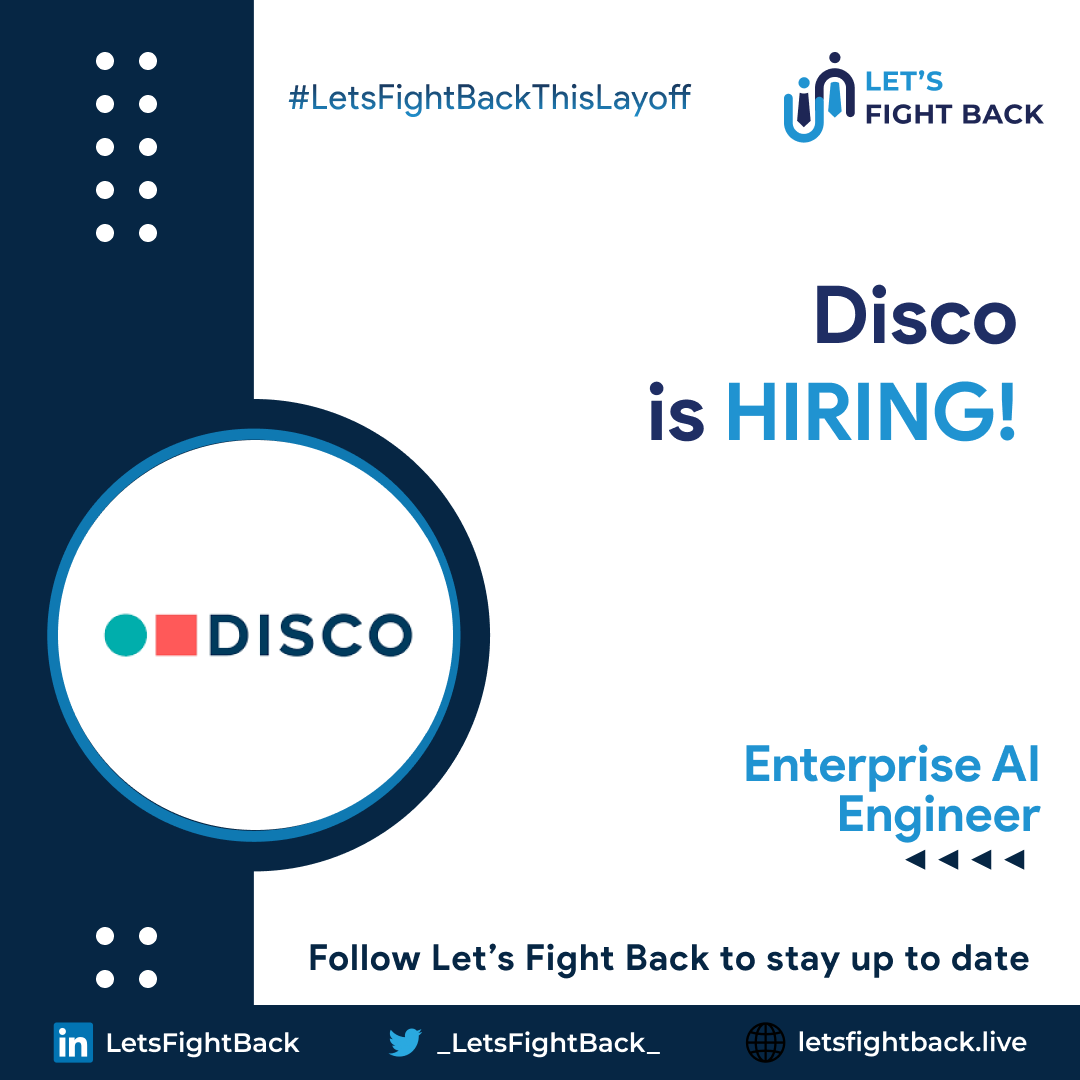 #LetsFightBackThisLayoff
LET'S
FIGHT BACK
Disco
is HIRING!
DISCO
Enterprise AI
Engineer
Follow Let's Fight Back to stay up to date
in LetsFightBack
_LetsFightBack_
letsfightback.live